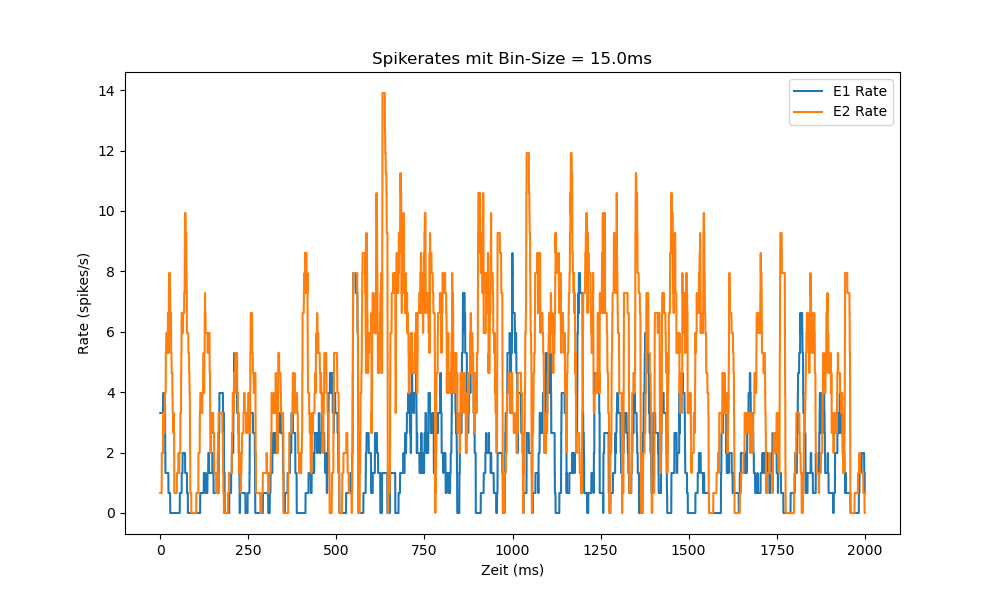 Spikerates mit Bin-Size = 15.0ms
E1 Rate
E2 Rate
14
12
10
8
6
4
2
0
Rate (spikes/s)
0 250 500 750 1000 1250 1500 1750 2000
Zeit (ms)